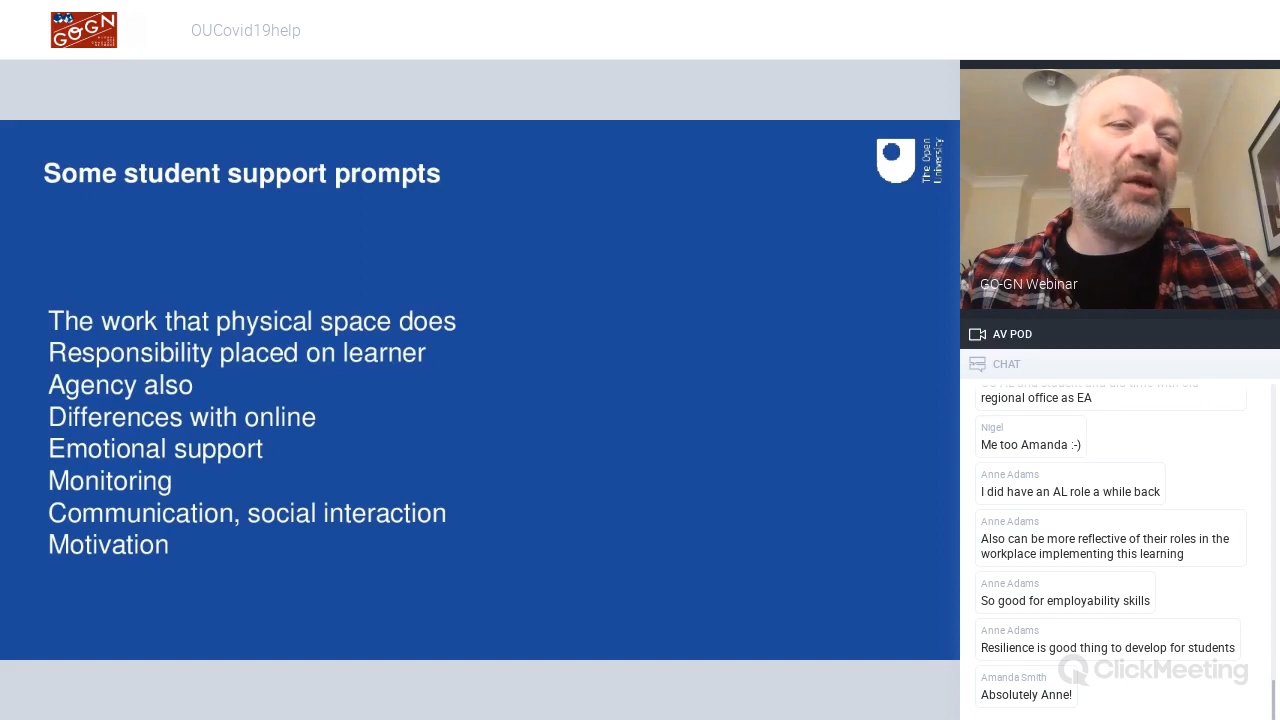 GO-GN
OUCovid19help
Some student support prompts
The Open
University
The work that physical space does
Responsibility placed on learner
Agency also
Differences with online
Emotional support
Monitoring
Communication, social interaction
Motivation
GO-GN Webinar
AV POD
CHAT
regional office as EA
Nigel
Me too Amanda :-)
Anne Adams
I did have an AL role a while back
Anne Adams
Also can be more reflective of their roles in the
workplace implementing this learning
Anne Adams
So good for employability skills
Anne Adams
Resilience is good thing to develop for students
ClickMeeting
Amanda Smith
Absolutely Anne!